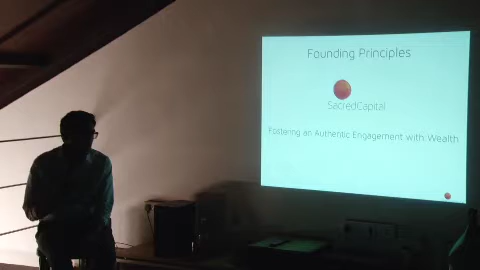 Founding Principles
SacredCapital
Fostering an Authentic Engagement with Wealth